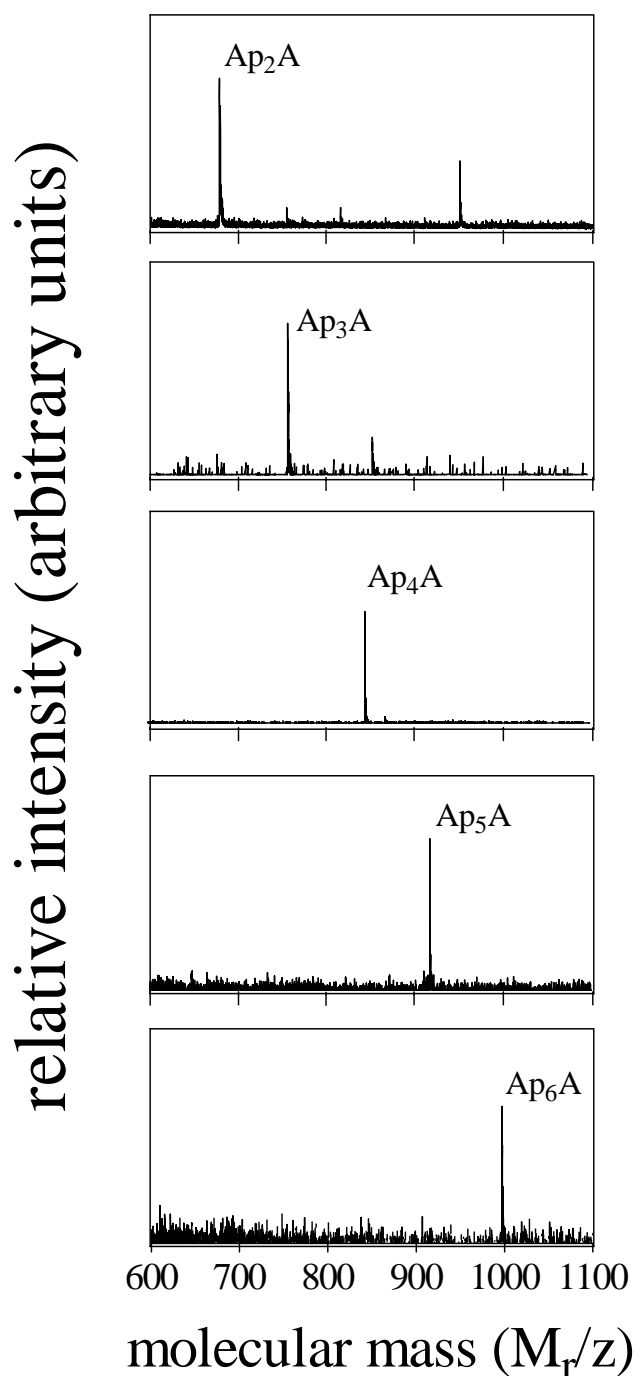 relative intensity (arbitrary units)
Ap₂A
Ap₃A
Ap₄A
Ap₅A
Ap₆A
600 700 800 900 1000 1100
molecular mass (Mᵣ/z)